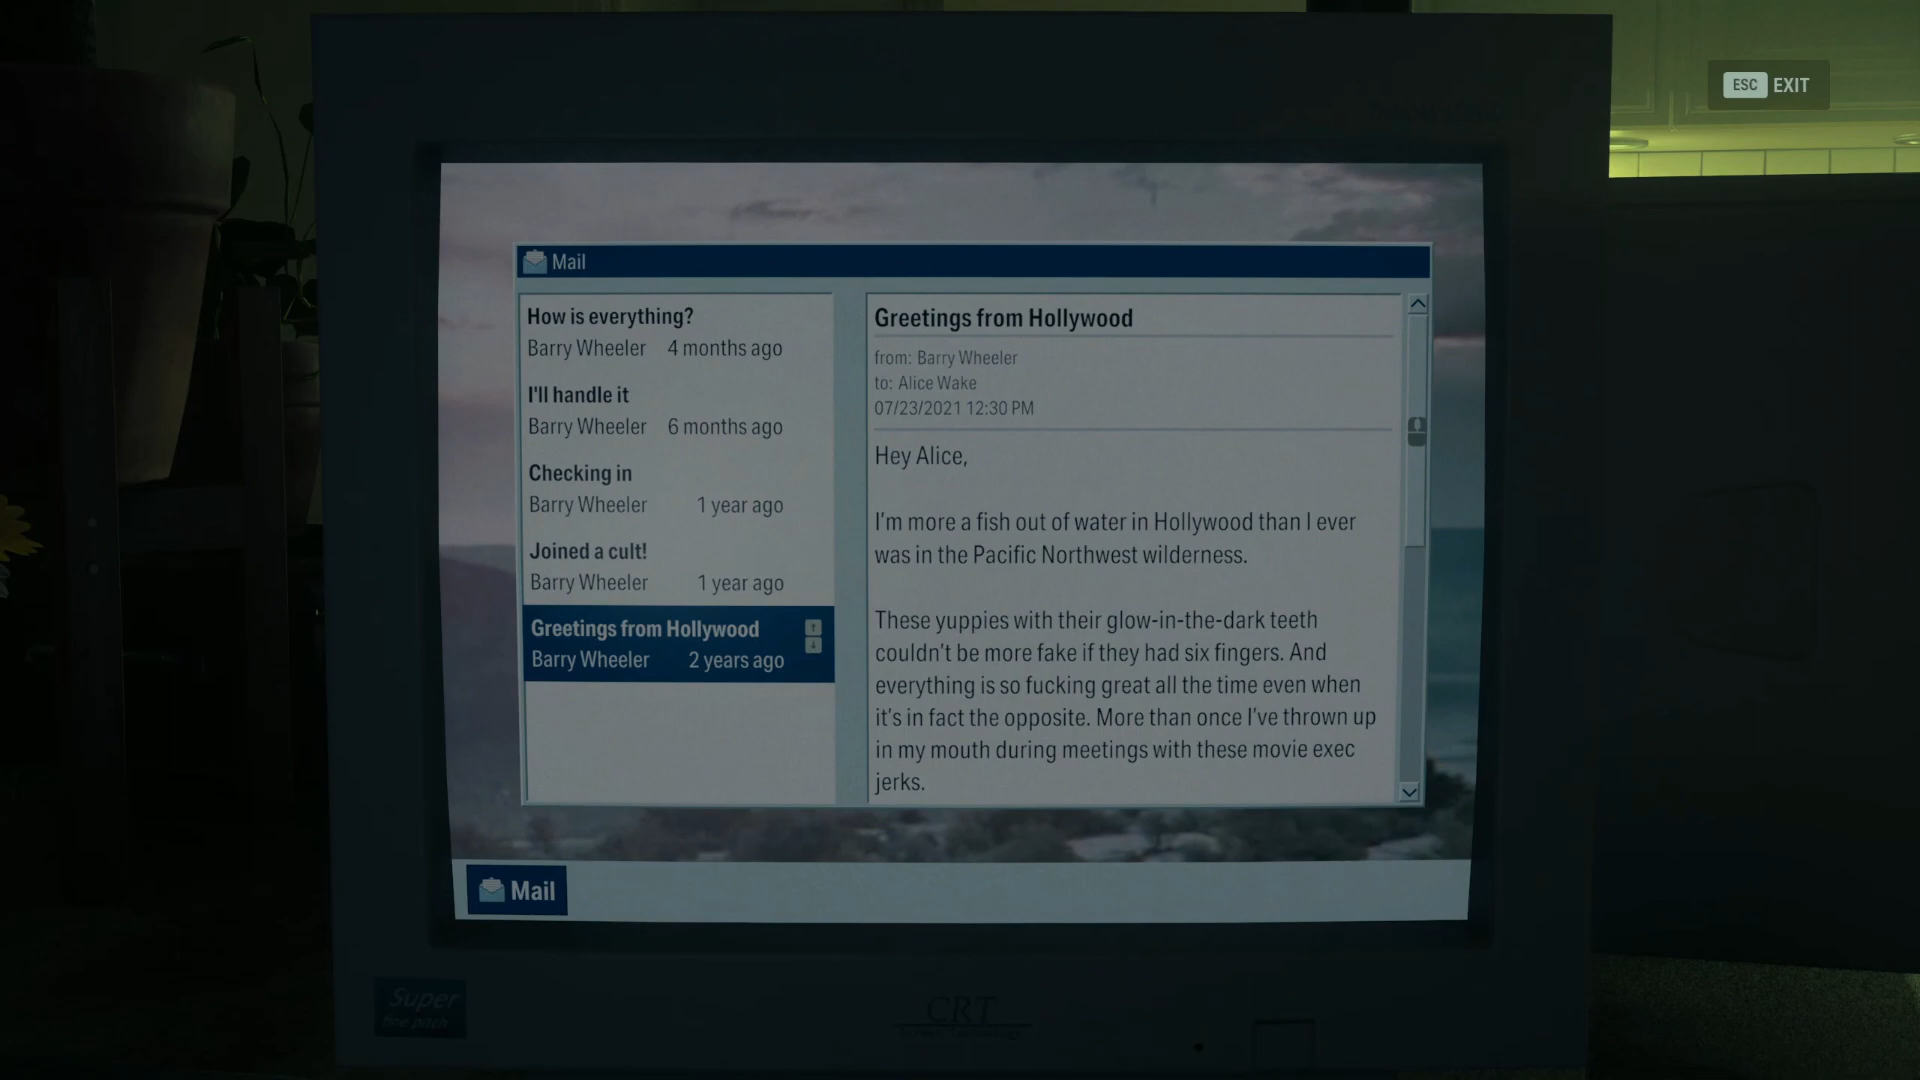 ESC EXIT
Mail
How is everything?
Barry Wheeler 4 months ago
I'll handle it
Barry Wheeler 6 months ago
Checking in
Barry Wheeler 1 year ago
Joined a cult!
Barry Wheeler 1 year ago
Greetings from Hollywood
Barry Wheeler 2 years ago
Greetings from Hollywood
from: Barry Wheeler
to: Alice Wake
07/23/2021 12:30 PM
Hey Alice,
I'm more a fish out of water in Hollywood than I ever
was in the Pacific Northwest wilderness.
These yuppies with their glow-in-the-dark teeth
couldn't be more fake if they had six fingers. And
everything is so fucking great all the time even when
it's in fact the opposite. More than once I've thrown up
in my mouth during meetings with these movie exec
jerks.
Mail
Super
fine pitch
CRT